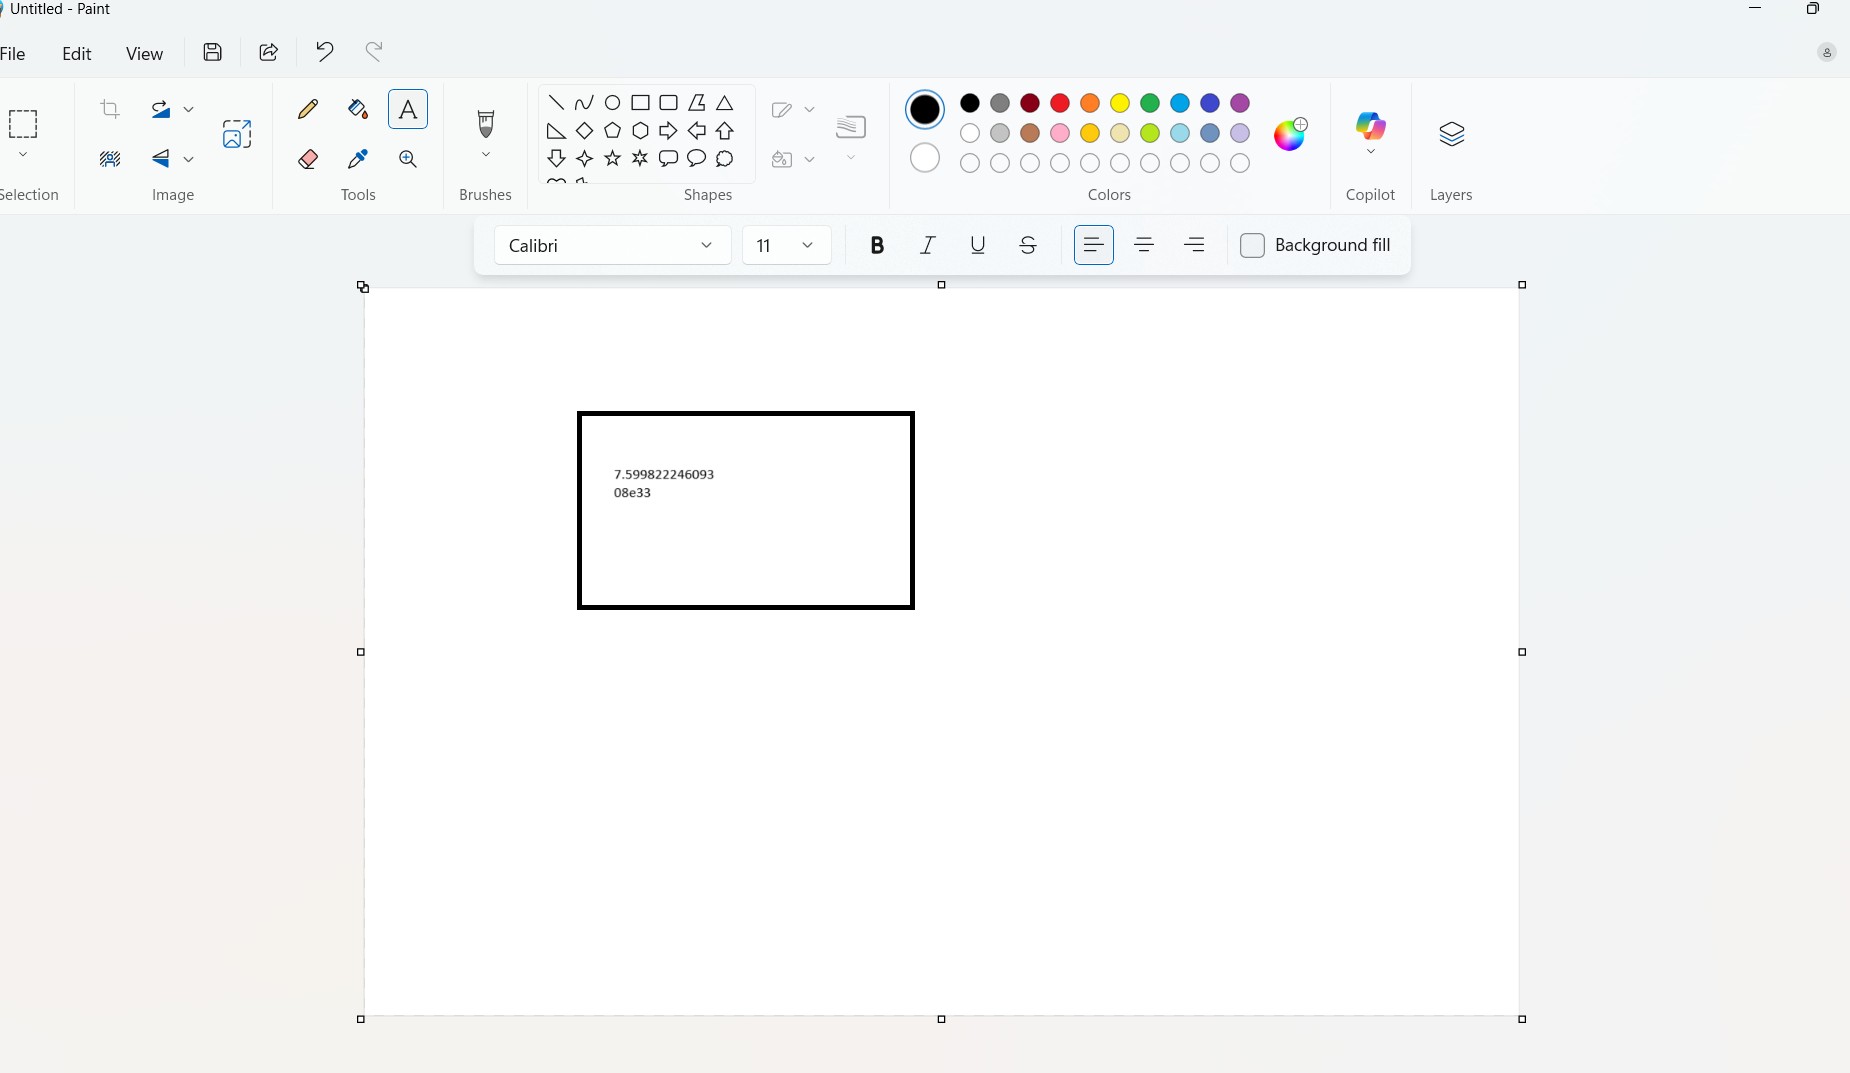 Untitled - Paint
File Edit View
Selection
Image
Tools
Brushes
Shapes
Colors
Copilot
Layers
Calibri
11
B I U S
Background fill
7.599822246093
08e33